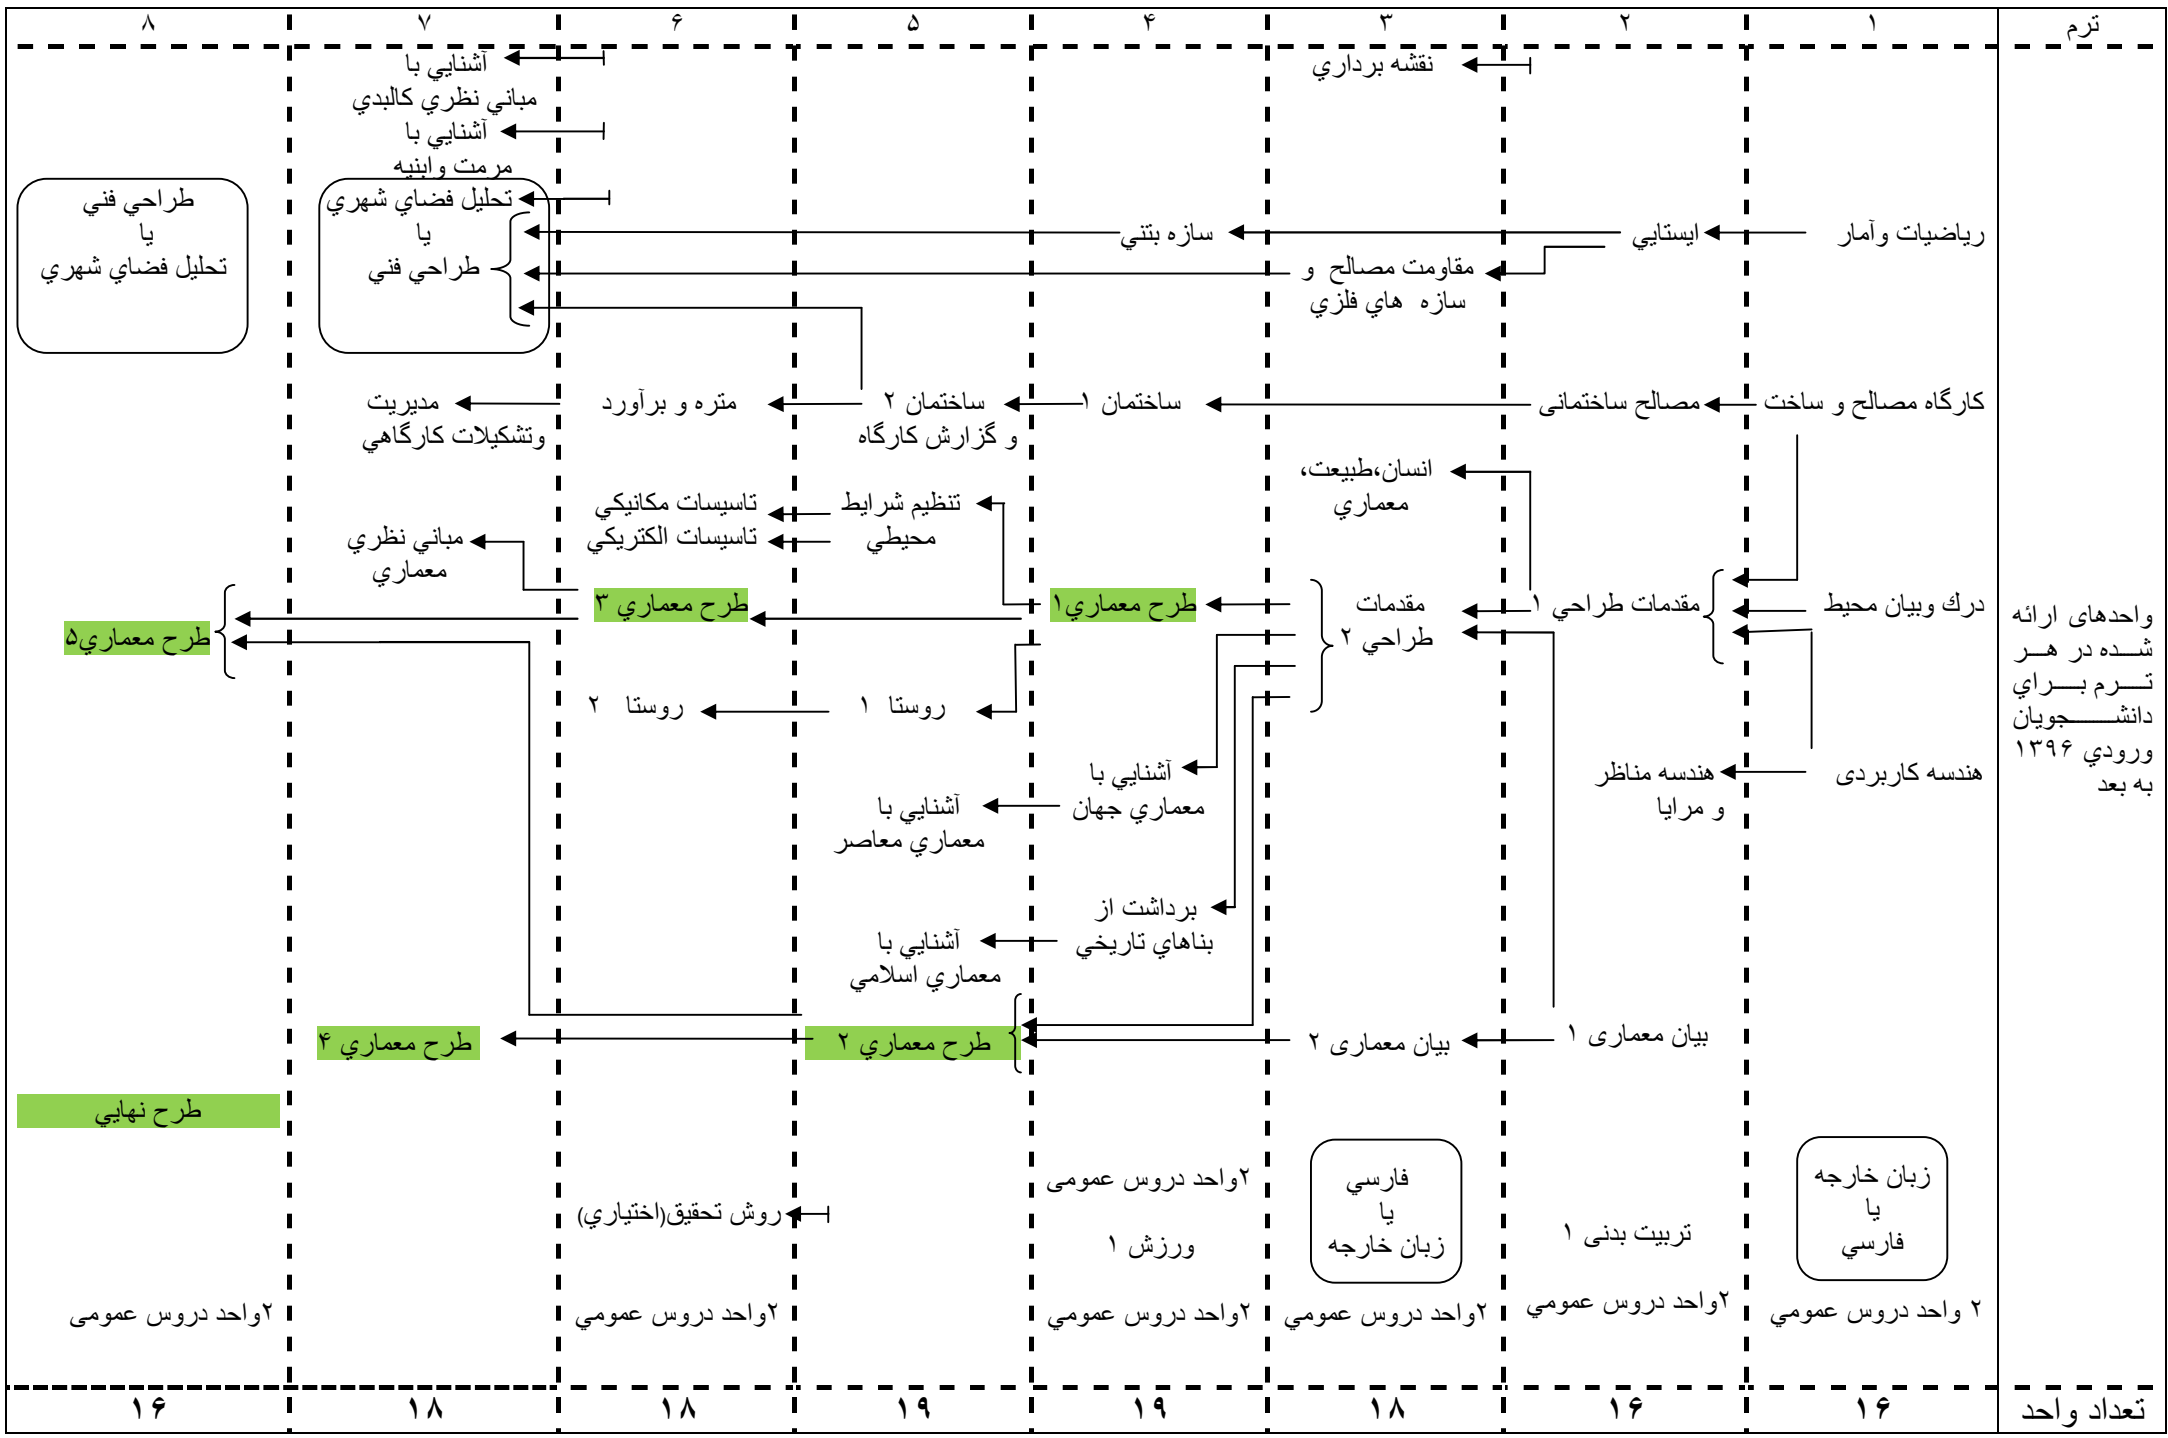 ترم
۱
۲
۳
۴
۵
۶
۷
۸
واحدهای ارائه
شده در هر
ترم براي
دانشجويان
ورودي ۱۳۹۶
به بعد
رياضيات وآمار
كارگاه مصالح و ساخت
درك وبيان محيط
هندسه كاربردی
زبان خارجه
يا
فارسي
۲ واحد دروس عمومي
ايستايي
مصالح ساختمانی
مقدمات طراحي ۱
هندسه مناظر
و مرايا
بيان معماری ۱
تربيت بدنی ۱
۲واحد دروس عمومي
نقشه برداري
مقاومت مصالح و
سازه هاي فلزي
انسان،طبيعت،
معماري
مقدمات
طراحي ۲
بيان معماری ۲
فارسي
يا
زبان خارجه
۲واحد دروس عمومي
سازه بتني
ساختمان ۱
طرح معماري۱
آشنايي با
معماري جهان
برداشت از
بناهاي تاريخي
۲واحد دروس عمومی
ورزش ۱
۲واحد دروس عمومي
ساختمان ۲
و گزارش كارگاه
تنظيم شرايط
محيطي
روستا ۱
آشنايي با
معماري معاصر
آشنايي با
معماري اسلامي
طرح معماري ۲
متره و برآورد
تاسيسات مكانيكي
تاسيسات الكتريكي
طرح معماري ۳
روستا ۲
روش تحقيق(اختياري)
۲واحد دروس عمومي
آشنايي با
مباني نظري كالبدي
آشنايي با
مرمت وابنيه
تحليل فضاي شهري
يا
طراحي فني
مديريت
وتشكيلات كارگاهي
مباني نظري
معماري
طرح معماري ۴
طراحي فني
يا
تحليل فضاي شهري
طرح معماري۵
طرح نهايي
۲واحد دروس عمومی
تعداد واحد
۱۶
۱۶
۱۸
۱۹
۱۹
۱۸
۱۸
۱۶